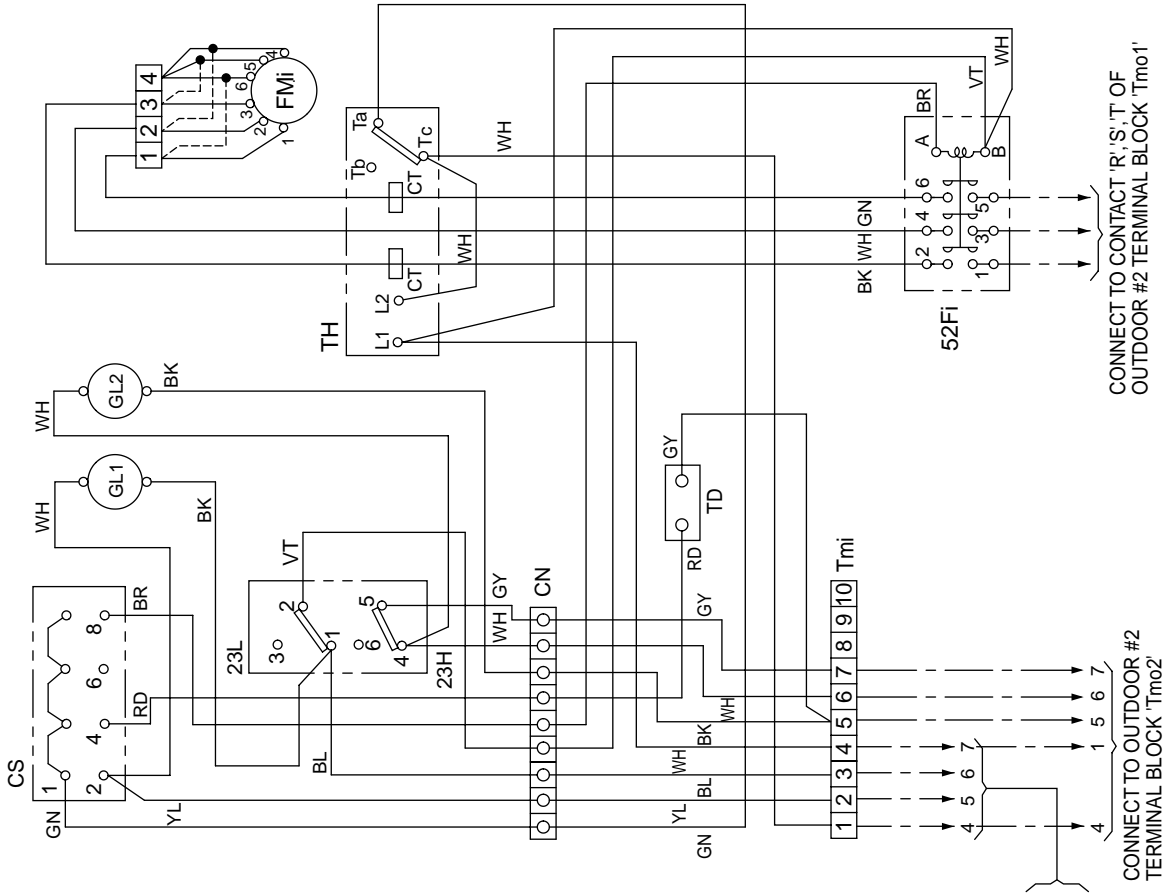 4
3
2
1
4
5
6
3
2
1
FMi
TH
Ta
Tb
Tc
CT
CT
L2
L1
WH
WH
BR
VT
WH
A
B
GN
WH
BK
6
4
2
5
3
1
52Fi
CONNECT TO CONTACT 'R','S','T' OF
OUTDOOR #2 TERMINAL BLOCK 'Tmo1'
WH
GL2
BK
WH
GL1
BK
CS
1
2
4
6
8
GN
YL
RD
BR
BL
VT
23L
3
2
1
6
5
4
23H
WH
GY
CN
GY
TD
RD
GY
WH
BK
WH
BL
YL
GN
Tmi
1 2 3 4 5 6 7 8 9 10
4 5 6 7
4 1 5 6 7
CONNECT TO OUTDOOR #2
TERMINAL BLOCK 'Tmo2'